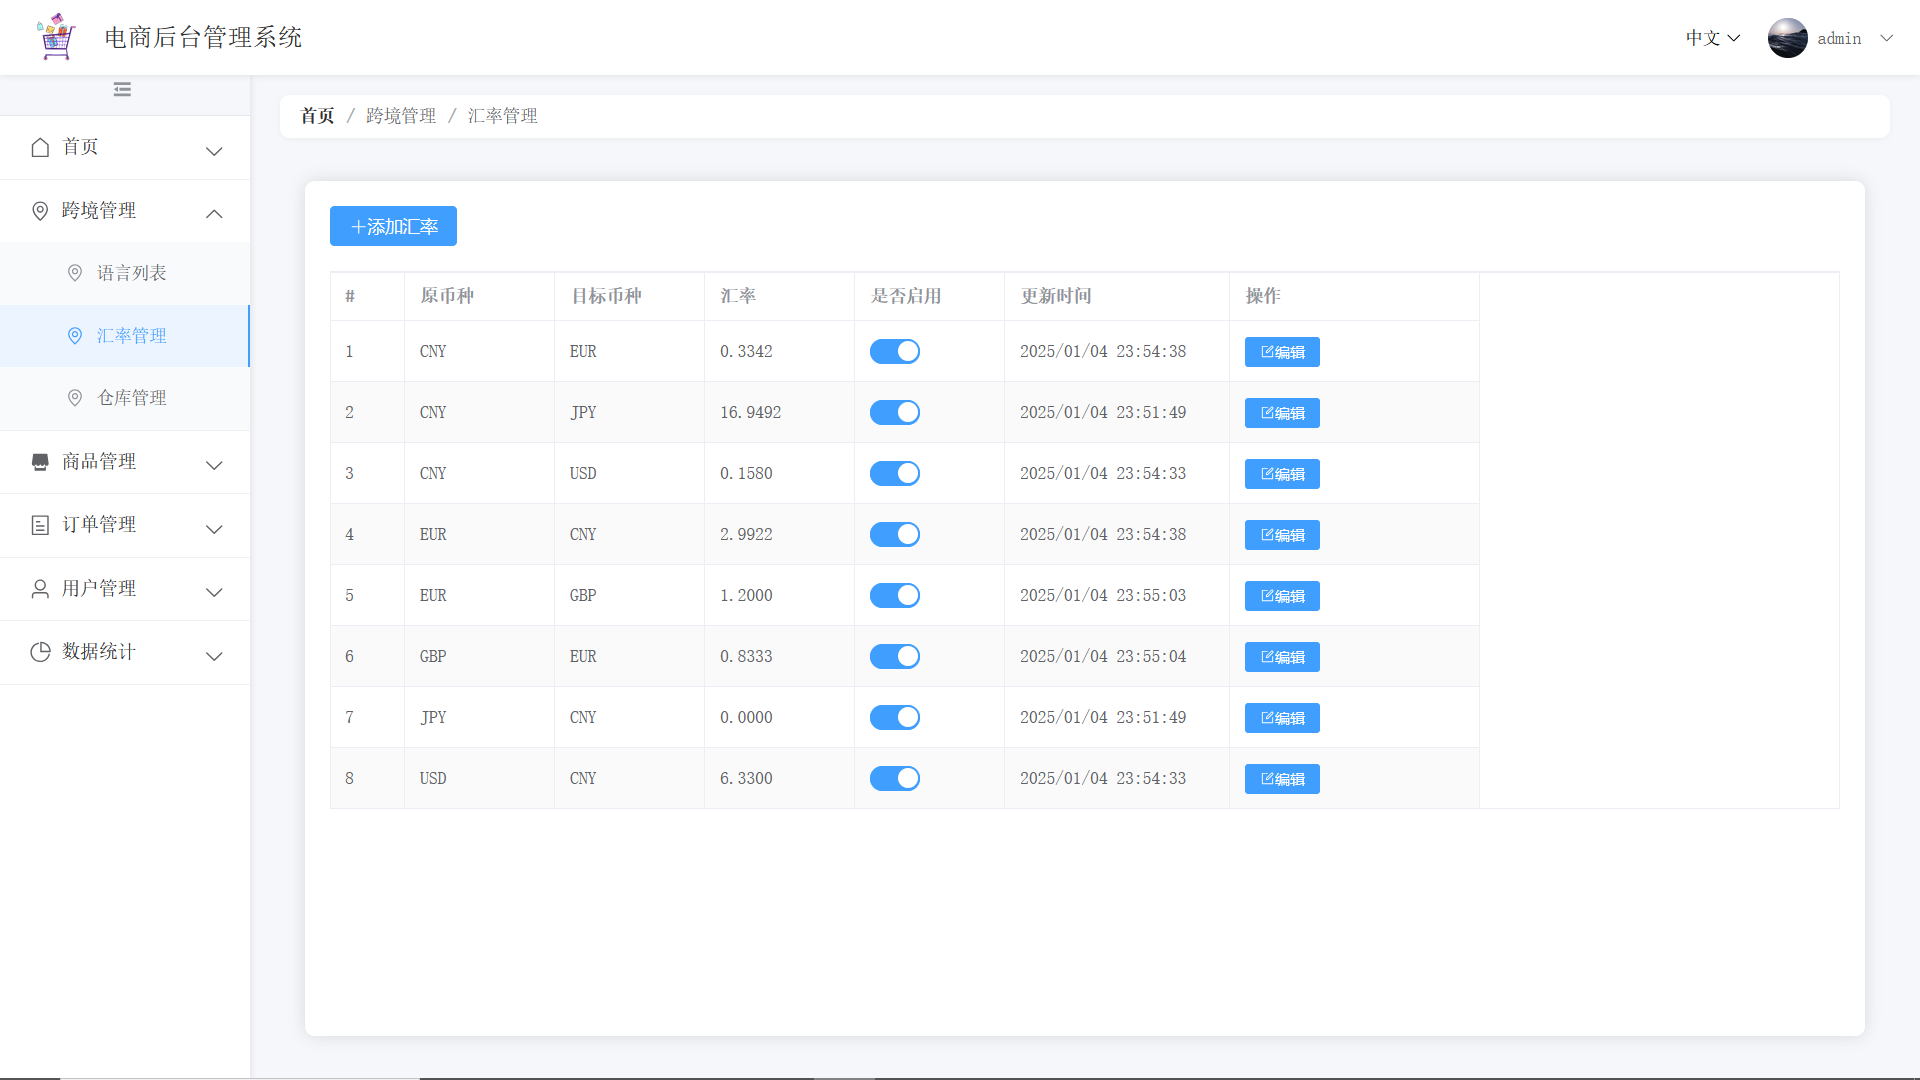 电商后台管理系统
中文
admin
首页
跨境管理
语言列表
汇率管理
仓库管理
商品管理
订单管理
用户管理
数据统计
首页 / 跨境管理 / 汇率管理
+添加汇率
# 原币种 目标币种 汇率 是否启用 更新时间 操作
1 CNY EUR 0.3342 2025/01/04 23:54:38 编辑
2 CNY JPY 16.9492 2025/01/04 23:51:49 编辑
3 CNY USD 0.1580 2025/01/04 23:54:33 编辑
4 EUR CNY 2.9922 2025/01/04 23:54:38 编辑
5 EUR GBP 1.2000 2025/01/04 23:55:03 编辑
6 GBP EUR 0.8333 2025/01/04 23:55:04 编辑
7 JPY CNY 0.0000 2025/01/04 23:51:49 编辑
8 USD CNY 6.3300 2025/01/04 23:54:33 编辑